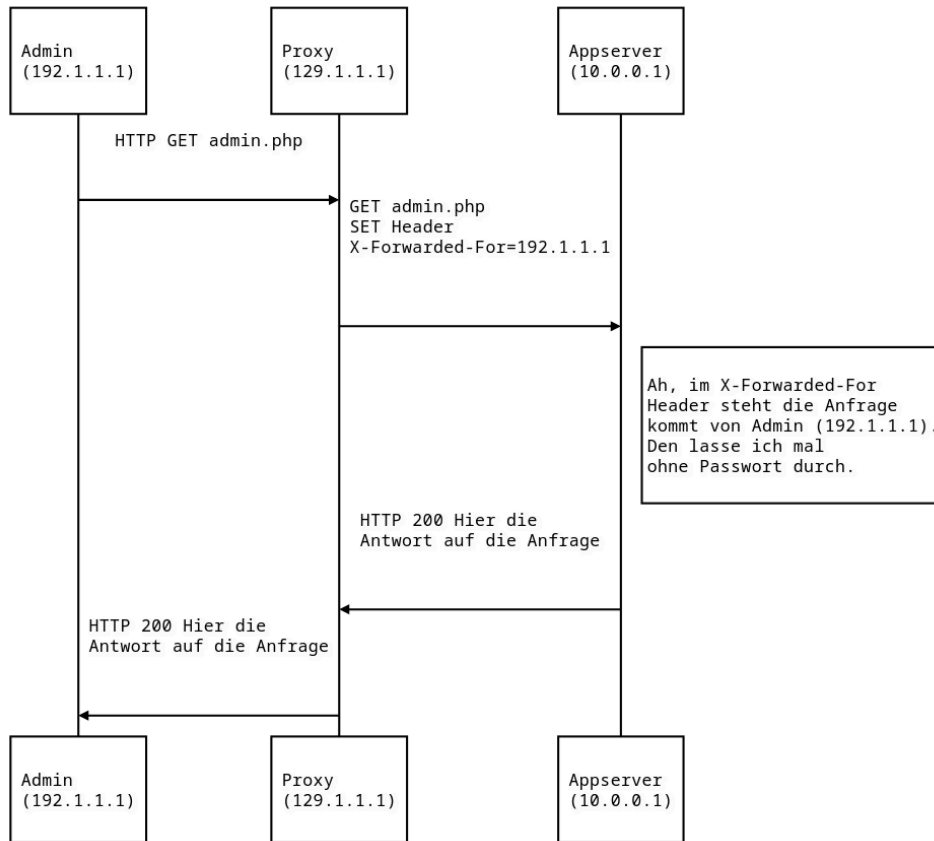 Admin
(192.1.1.1)
Proxy
(129.1.1.1)
Appserver
(10.0.0.1)
HTTP GET admin.php
GET admin.php
SET Header
X-Forwarded-For=192.1.1.1
Ah, im X-Forwarded-For
Header steht die Anfrage
kommt von Admin (192.1.1.1).
Den lasse ich mal
ohne Passwort durch.
HTTP 200 Hier die
Antwort auf die Anfrage
HTTP 200 Hier die
Antwort auf die Anfrage
Admin
(192.1.1.1)
Proxy
(129.1.1.1)
Appserver
(10.0.0.1)